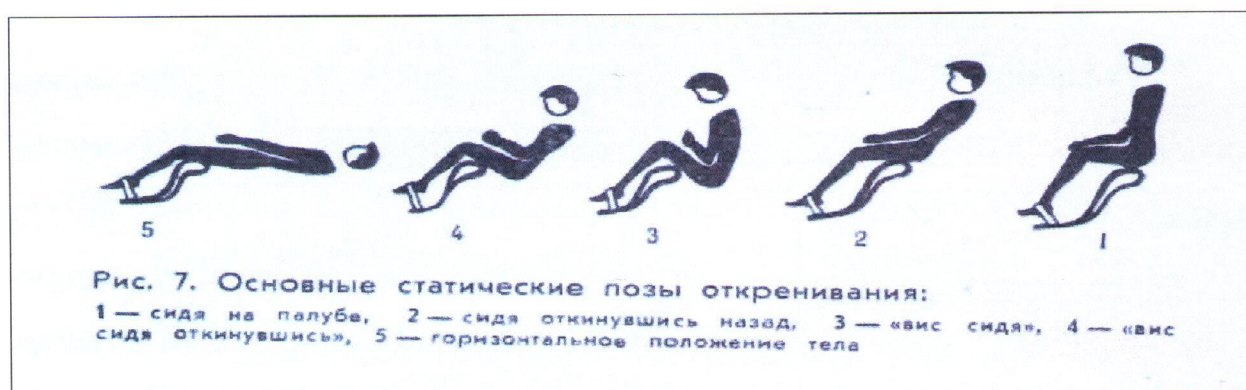 5 4 3 2 1
Рис. 7. Основные статические позы откренивания:
1 — сидя на палубе, 2 — сидя откинувшись назад, 3 — «вис сидя», 4 — «вис
сидя откинувшись», 5 — горизонтальное положение тела